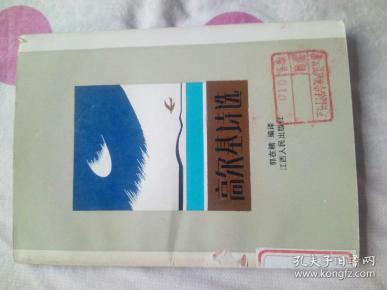 高尔基诗选
郭在精 编译
江西人民出版社
孔夫子旧书网
www.kongfz.com